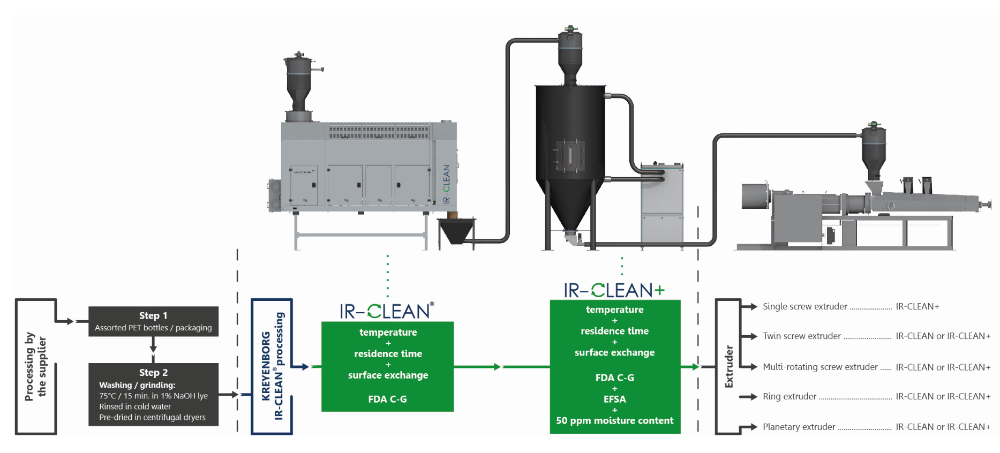 KREYENBORG
IR-CLEAN
Processing by
the supplier
Step 1
Assorted PET bottles / packaging
Step 2
Washing / grinding:
75°C / 15 min. in 1% NaOH lye
Rinsed in cold water
Pre-dried in centrifugal dryers
KREYENBORG
IR-CLEAN® processing
IR-CLEAN®
temperature
+
residence time
+
surface exchange
FDA C-G
IR-CLEAN+
temperature
+
residence time
+
surface exchange
FDA C-G
+
EFSA
+
50 ppm moisture content
Extruder
Single screw extruder ...................... IR-CLEAN+
Twin screw extruder ......................... IR-CLEAN or IR-CLEAN+
Multi-rotating screw extruder ...... IR-CLEAN or IR-CLEAN+
Ring extruder ...................................... IR-CLEAN or IR-CLEAN+
Planetary extruder ............................ IR-CLEAN or IR-CLEAN+